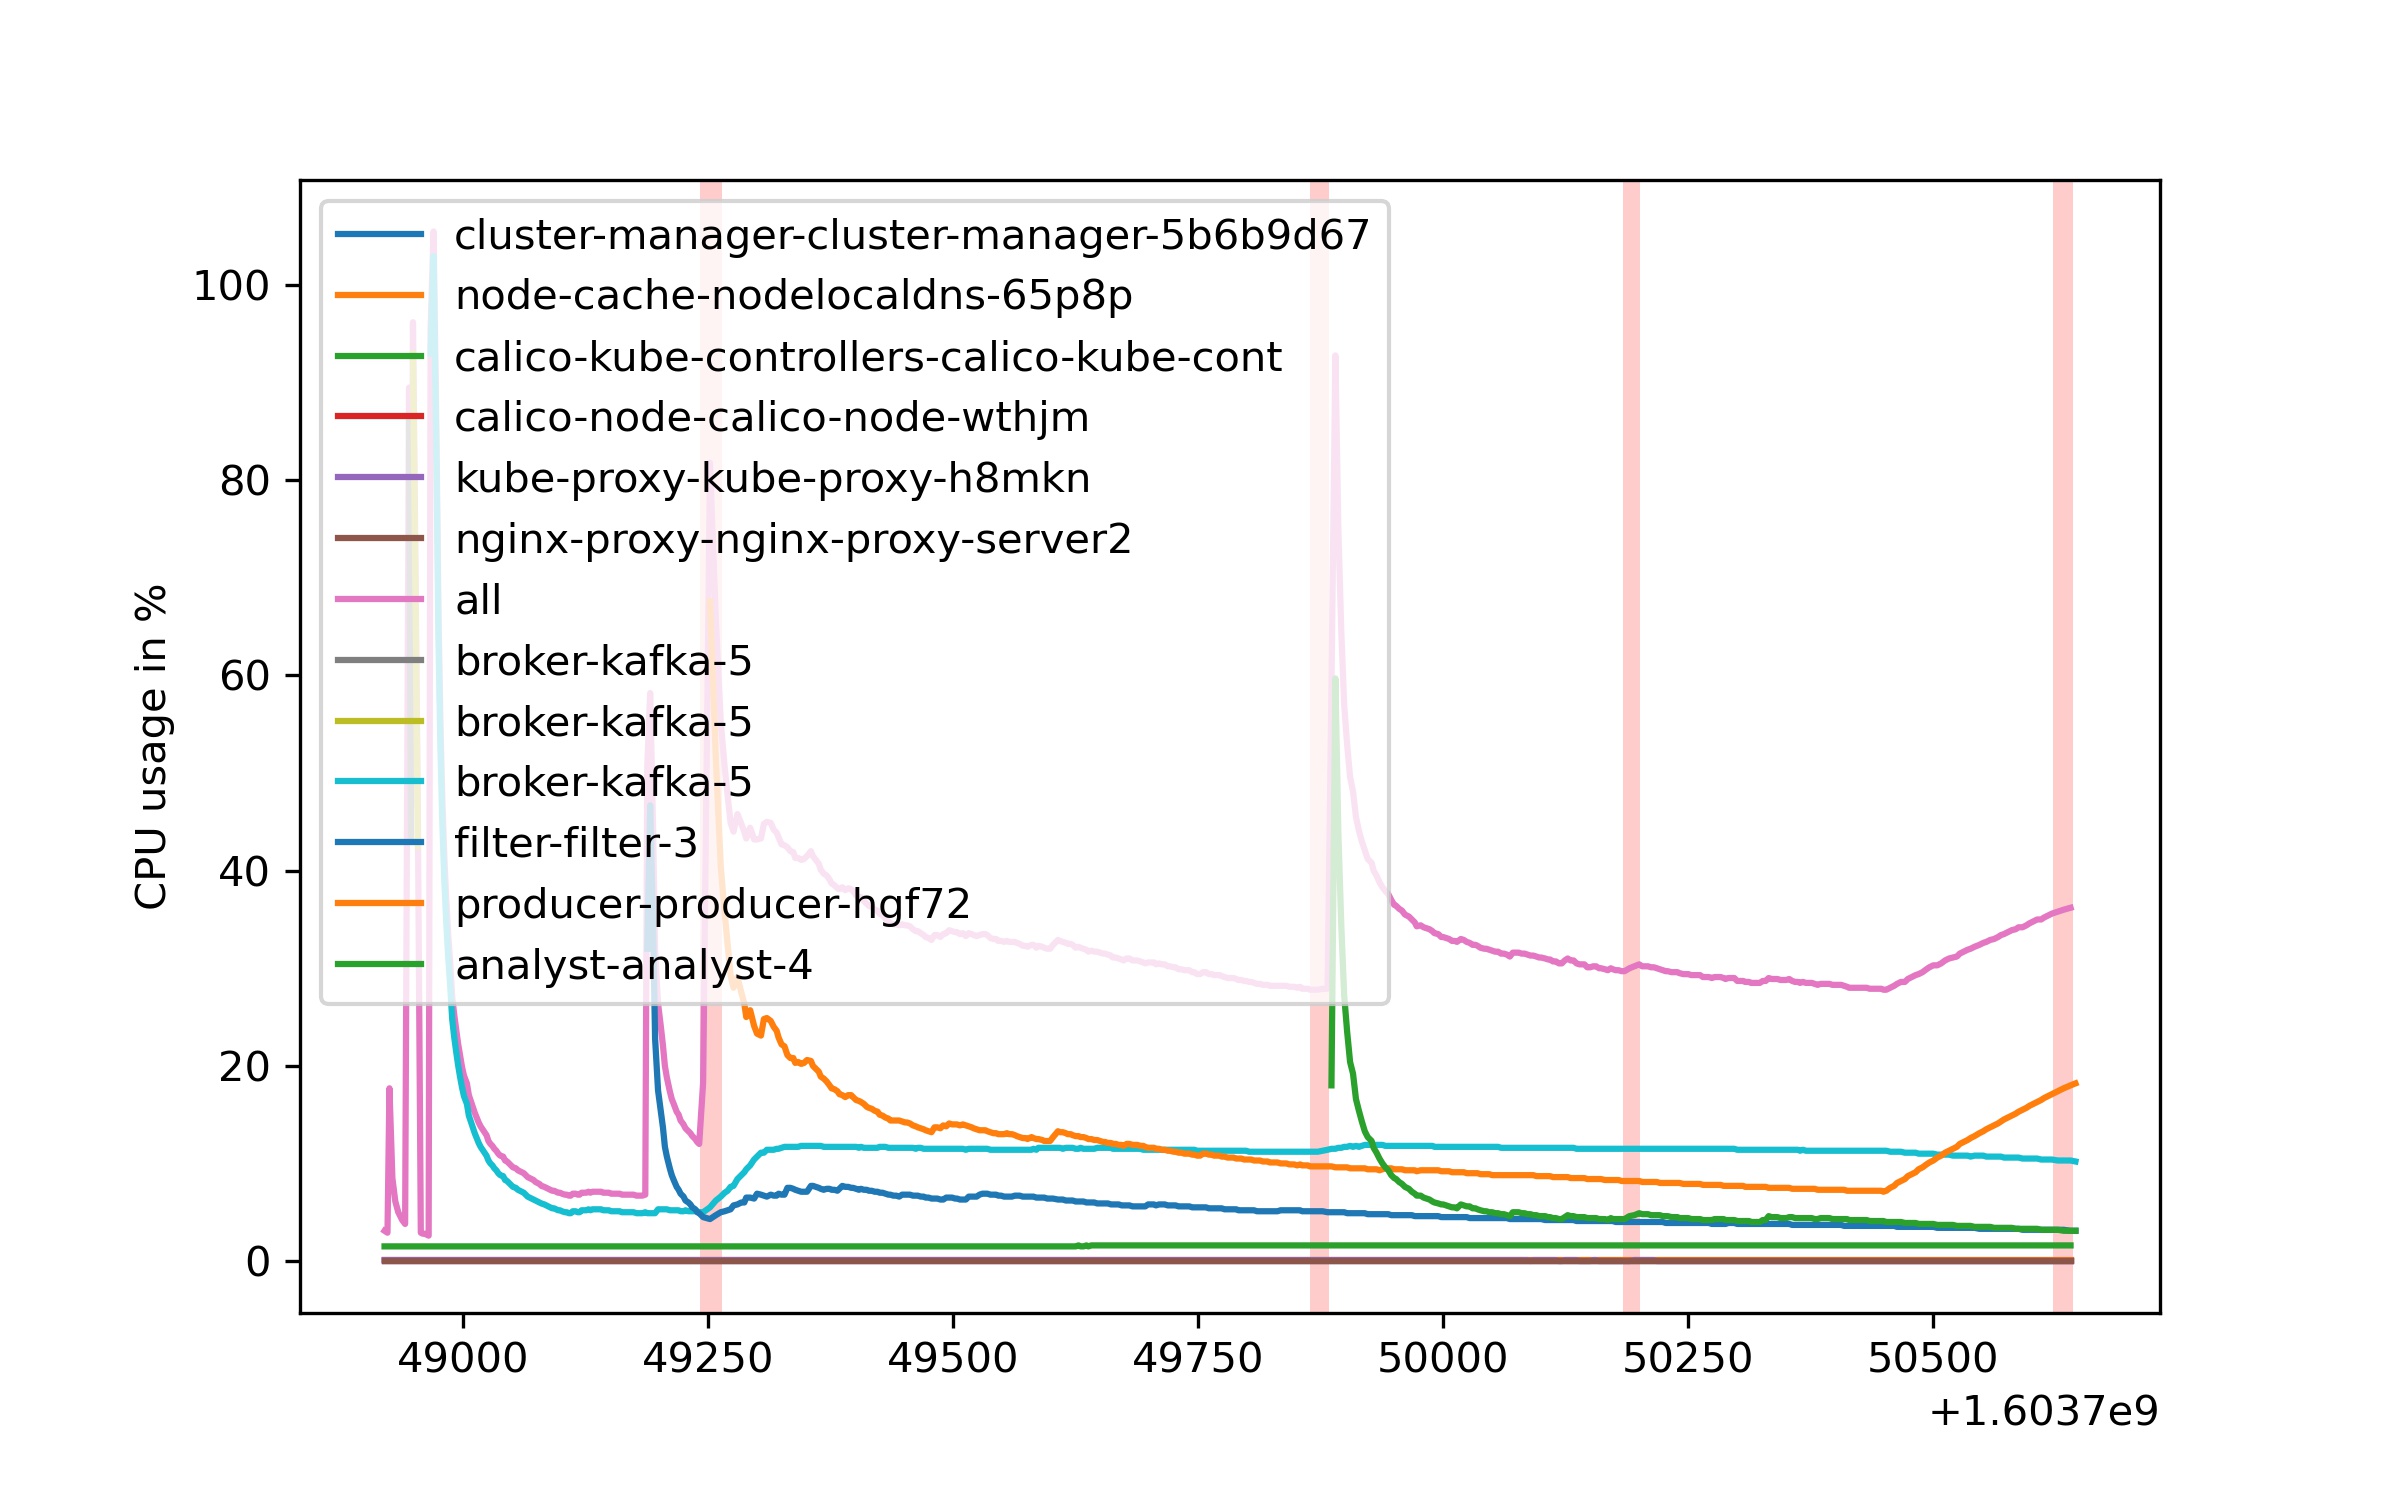 cluster-manager-cluster-manager-5b6b9d67
node-cache-nodelocaldns-65p8p
calico-kube-controllers-calico-kube-cont
calico-node-calico-node-wthjm
kube-proxy-kube-proxy-h8mkn
nginx-proxy-nginx-proxy-server2
all
broker-kafka-5
broker-kafka-5
broker-kafka-5
filter-filter-3
producer-producer-hgf72
analyst-analyst-4
CPU usage in %
100
80
60
40
20
0
49000 49250 49500 49750 50000 50250 50500
+1.6037e9